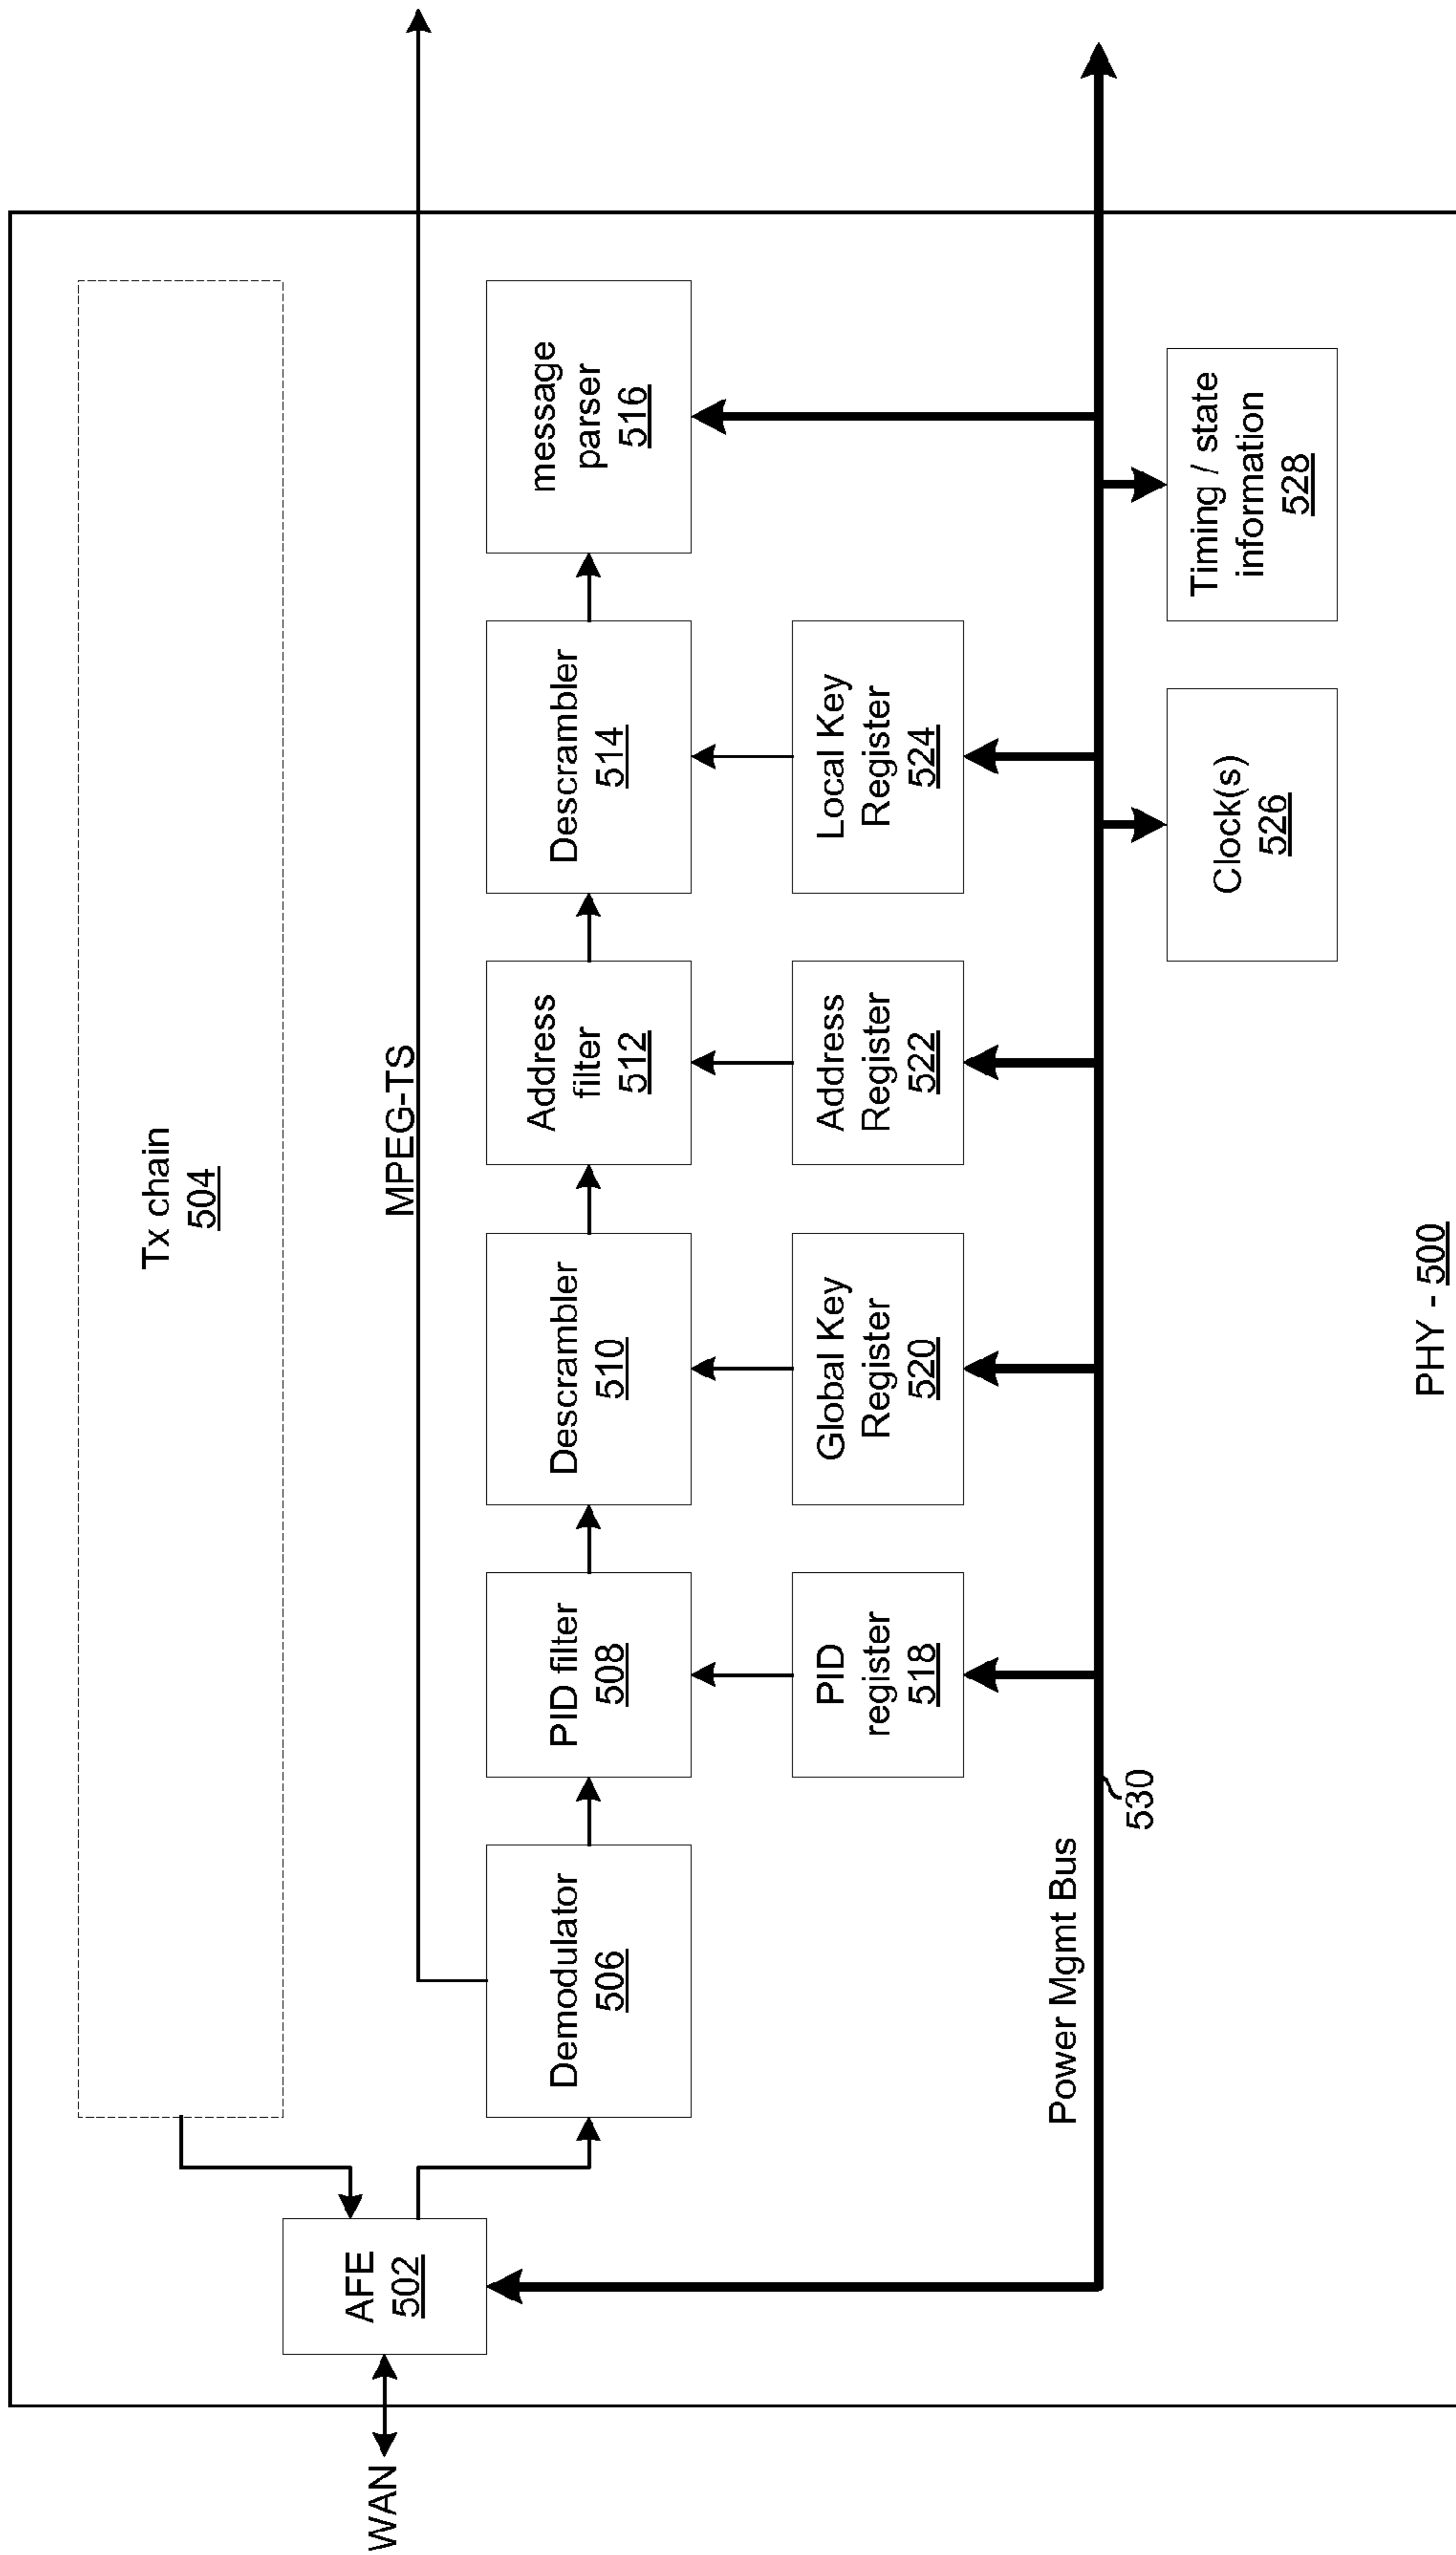 Tx chain
504
MPEG-TS
WAN
AFE
502
Demodulator
506
PID filter
508
Descrambler
510
Address
filter
512
Descrambler
514
message
parser
516
PID
register
518
Global Key
Register
520
Address
Register
522
Local Key
Register
524
Power Mgmt Bus
530
Clock(s)
526
Timing / state
information
528
PHY - 500